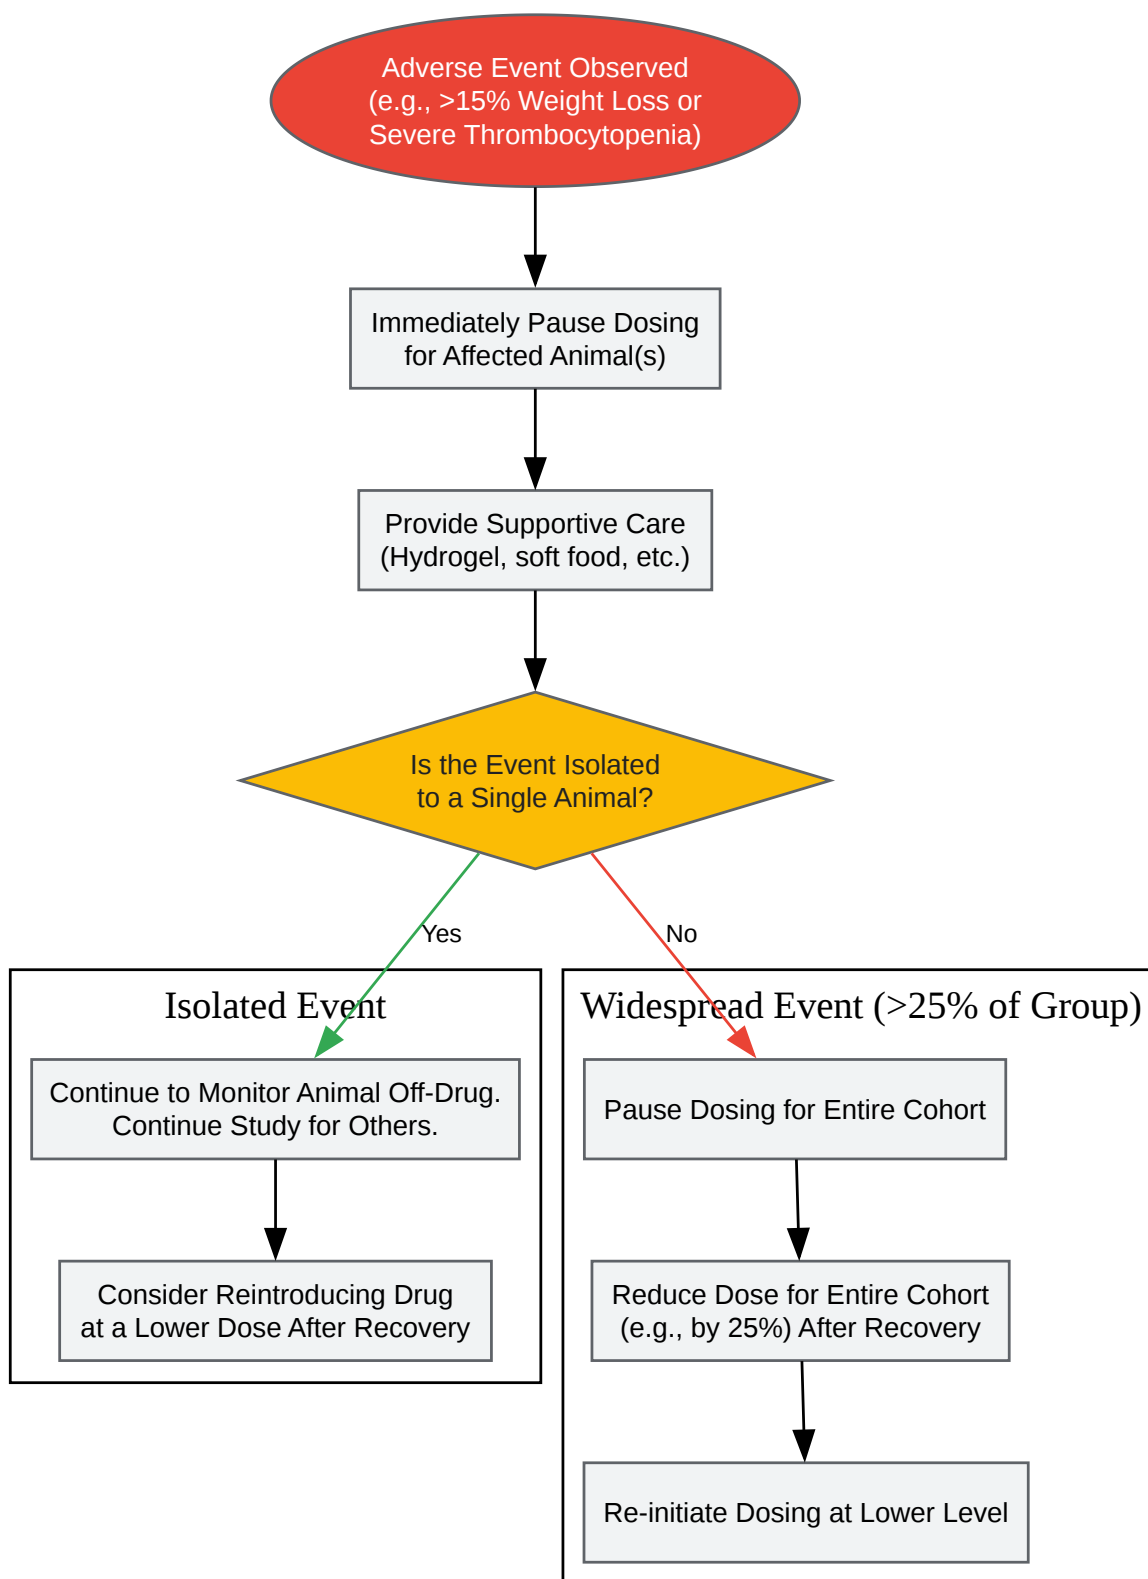 Adverse Event Observed
(e.g., >15% Weight Loss or
Severe Thrombocytopenia)
Immediately Pause Dosing
for Affected Animal(s)
Provide Supportive Care
(Hydrogel, soft food, etc.)
Is the Event Isolated
to a Single Animal?
Yes
No
Isolated Event
Continue to Monitor Animal Off-Drug.
Continue Study for Others.
Consider Reintroducing Drug
at a Lower Dose After Recovery
Widespread Event (>25% of Group)
Pause Dosing for Entire Cohort
Reduce Dose for Entire Cohort
(e.g., by 25%) After Recovery
Re-initiate Dosing at Lower Level